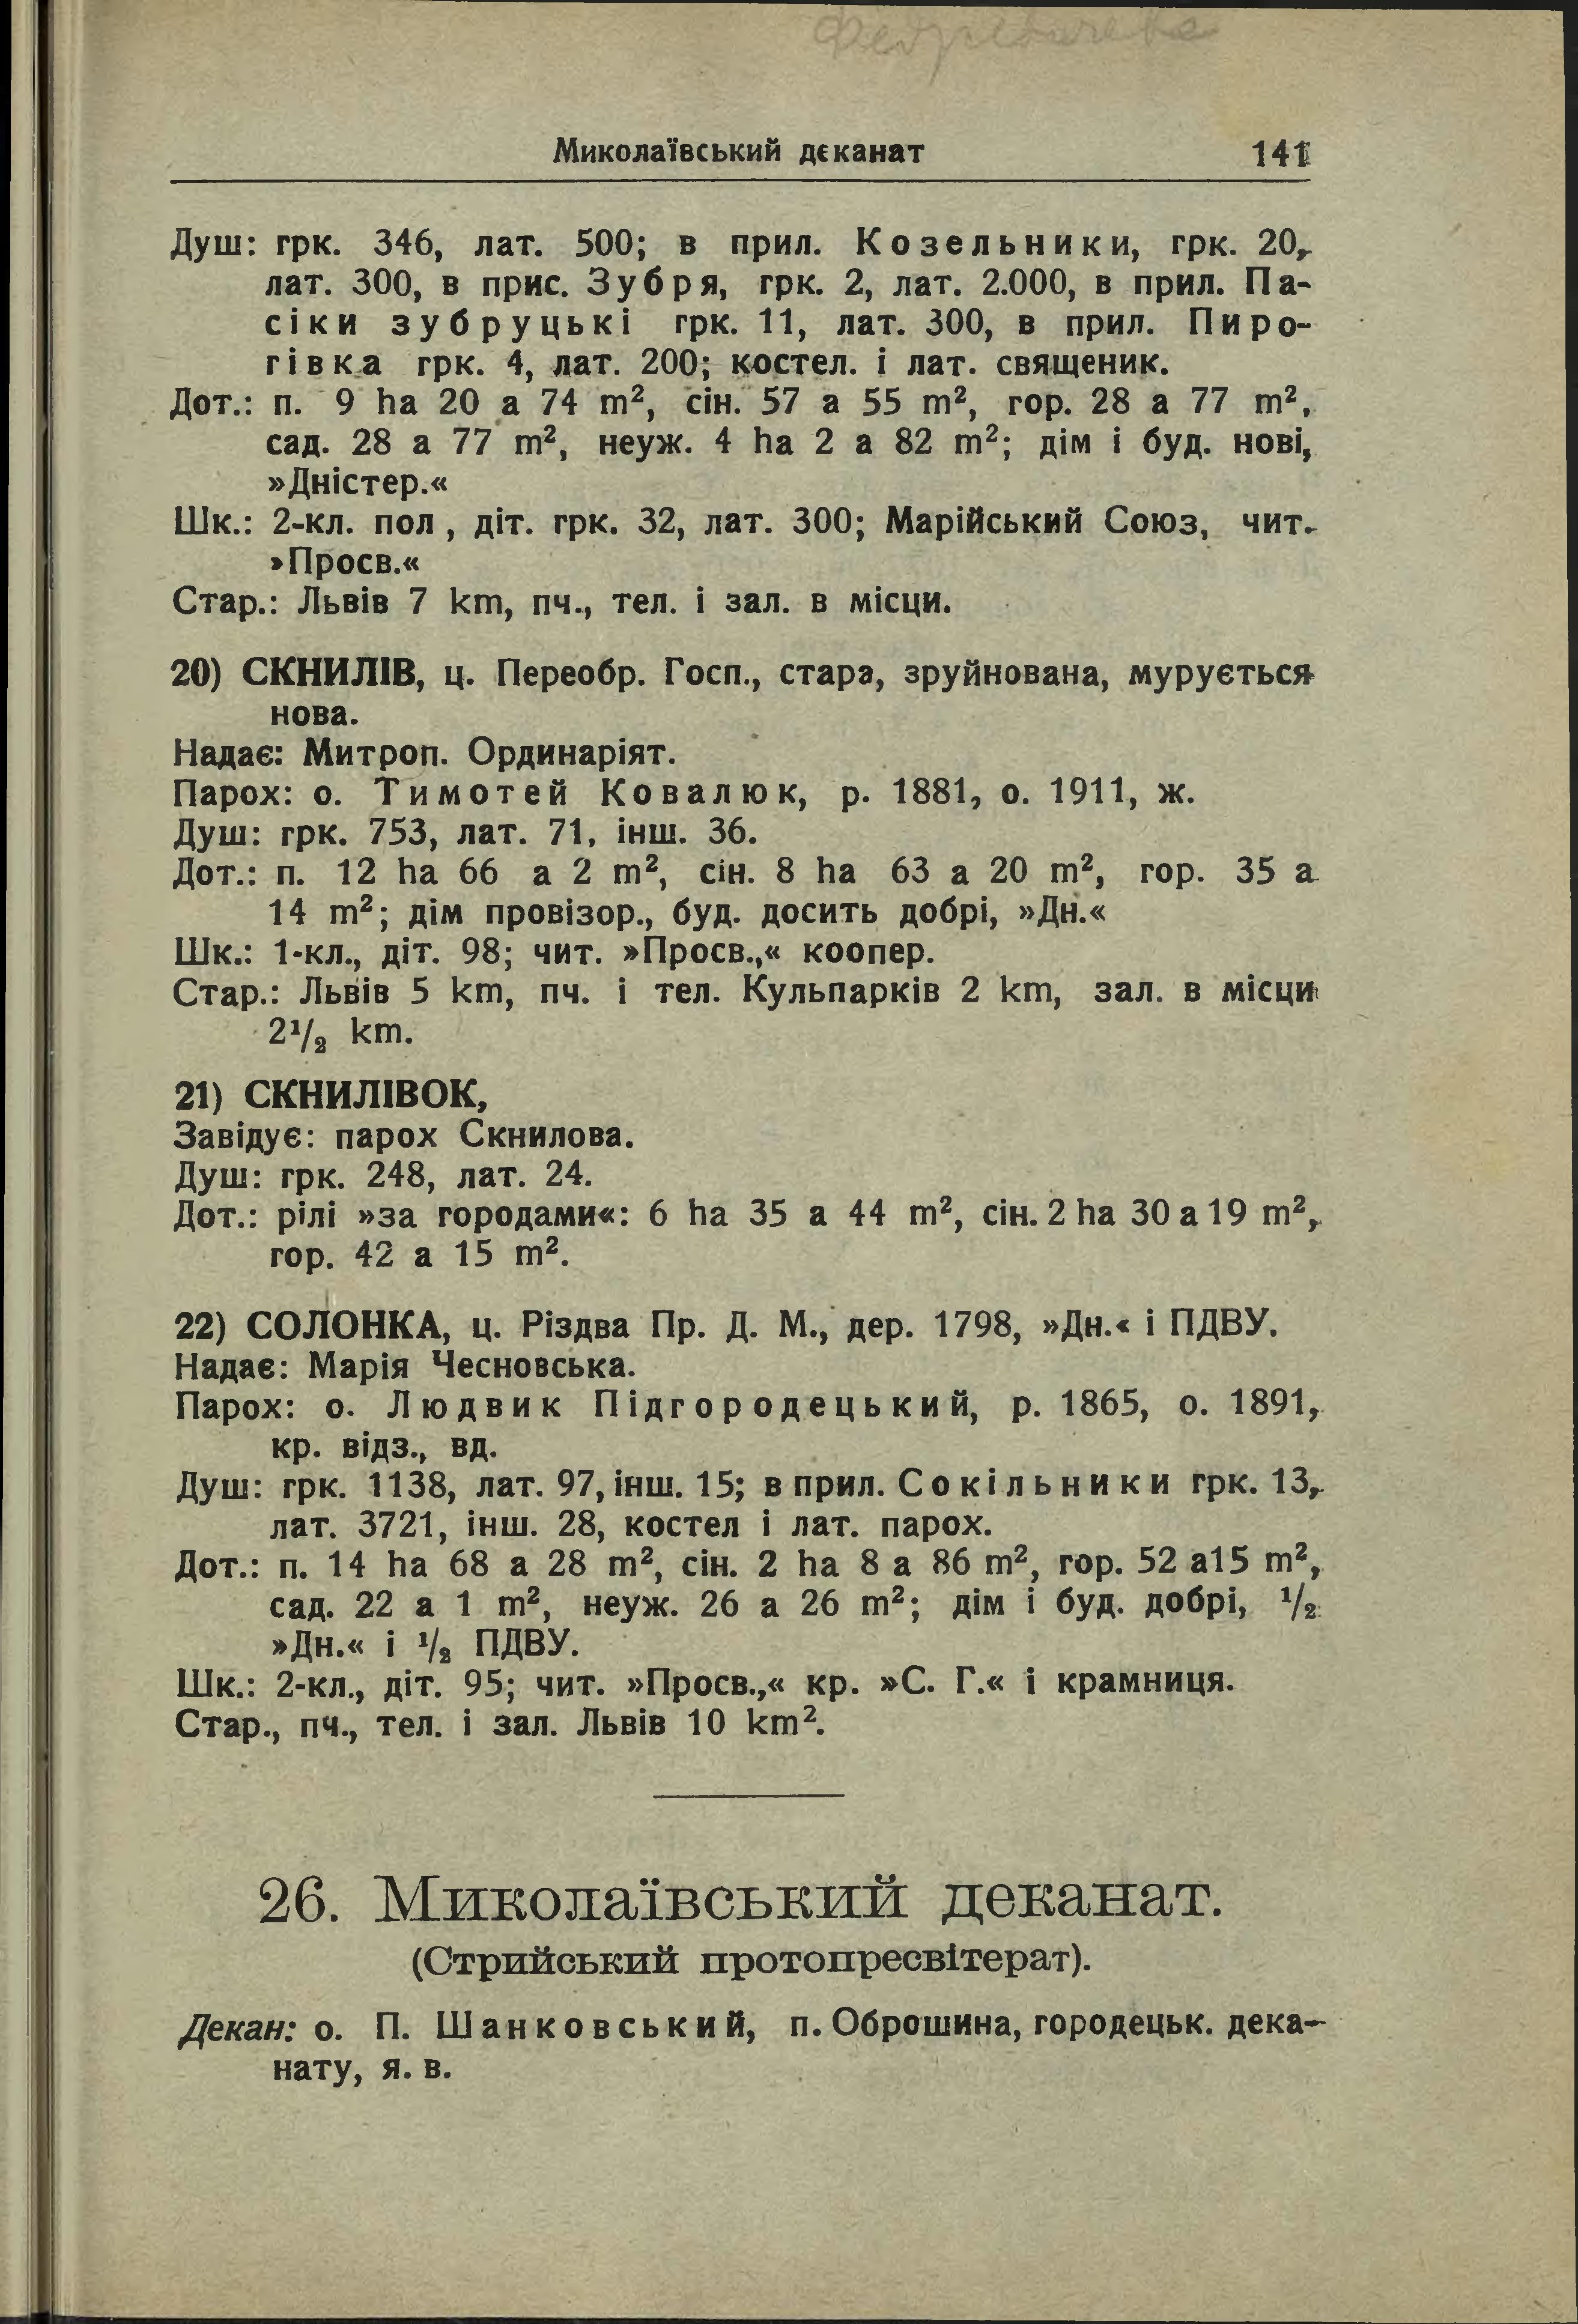 Миколаївський деканат 141
Душ: грк. 346, лат. 500; в прил. Козельники, грк. 20,
лат. 300, в прис. Зубря, грк. 2, лат. 2.000, в прил. Па-
сіки зубруцькі грк. 11, лат. 300, в прил. Пиро-
гівка грк. 4, лат. 200; костел. і лат. священик.
Дот.: п. 9 ha 20 a 74 m², сін. 57 a 55 m², гор. 28 a 77 m²,
сад. 28 a 77 m², неуж. 4 ha 2 a 82 m²; дім і буд. нові,
»Дністер.«
Шк.: 2-кл. пол, діт. грк. 32, лат. 300; Марійський Союз, чит.
»Просв.«
Стар.: Львів 7 km, пч., тел. і зал. в місци.
20) СКНИЛІВ, ц. Переобр. Госп., стара, зруйнована, мурується
нова.
Надає: Митроп. Ординаріят.
Парох: о. Тимотей Ковалюк, р. 1881, о. 1911, ж.
Душ: грк. 753, лат. 71, інш. 36.
Дот.: п. 12 ha 66 a 2 m², сін. 8 ha 63 a 20 m², гор. 35 a
14 m²; дім провізор., буд. досить добрі, »Дн.«
Шк.: 1-кл., діт. 98; чит. »Просв.,« коопер.
Стар.: Львів 5 km, пч. і тел. Кульпарків 2 km, зал. в місци
2½ km.
21) СКНИЛІВОК,
Завідує: парох Скнилова.
Душ: грк. 248, лат. 24.
Дот.: рілі »за городами«: 6 ha 35 a 44 m², сін. 2 ha 30 a 19 m²,
гор. 42 a 15 m².
22) СОЛОНКА, ц. Різдва Пр. Д. М., дер. 1798, »Дн.« і ПДВУ.
Надає: Марія Чесновська.
Парох: о. Людвик Підгородецький, р. 1865, о. 1891,
кр. відз., вд.
Душ: грк. 1138, лат. 97, інш. 15; в прил. Сокільники грк. 13,
лат. 3721, інш. 28, костел і лат. парох.
Дот.: п. 14 ha 68 a 28 m², сін. 2 ha 8 a 86 m², гор. 52 a15 m²,
сад. 22 a 1 m², неуж. 26 a 26 m²; дім і буд. добрі, ½
»Дн.« і ½ ПДВУ.
Шк.: 2-кл., діт. 95; чит. »Просв.,« кр. »С. Г.« і крамниця.
Стар., пч., тел. і зал. Львів 10 km².
26. Миколаївський деканат.
(Стрийський протопресвітерат).
Декан: о. П. Шанковський, п. Оброшина, городецьк. дека-
нату, я. в.